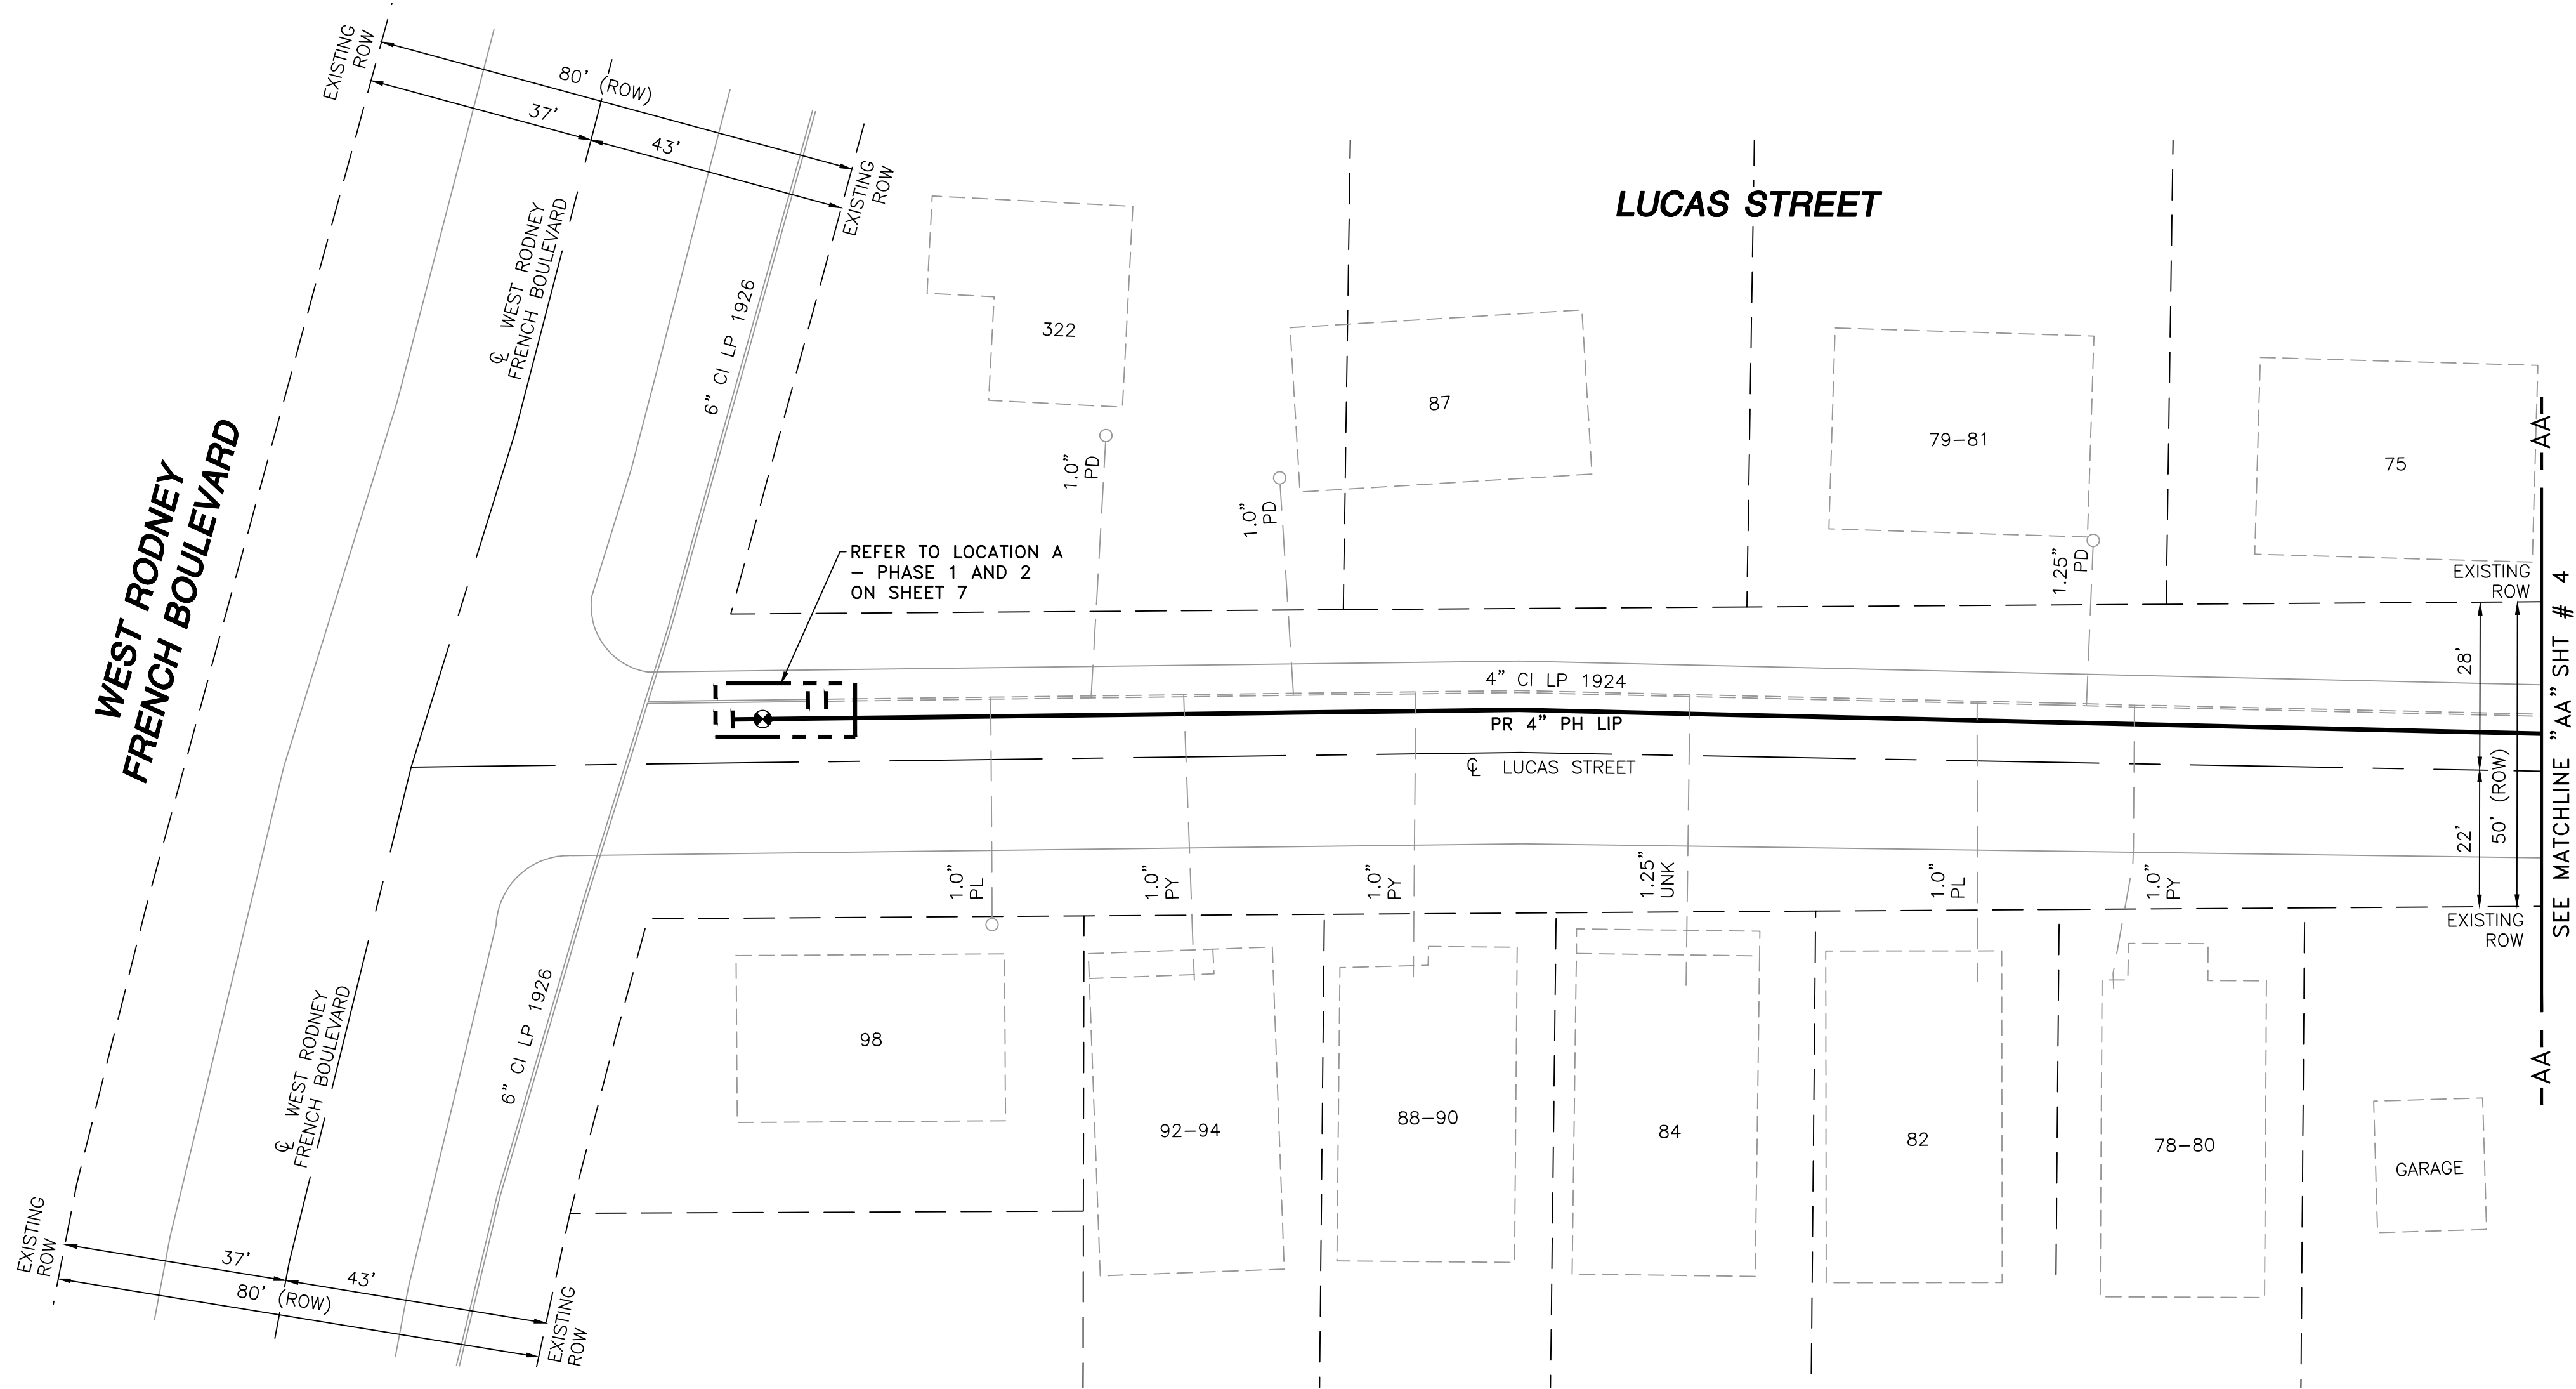 EXISTING
ROW
80' (ROW)
37'
43'
EXISTING
ROW
LUCAS STREET
℄ WEST RODNEY
FRENCH BOULEVARD
6" CI LP 1926
322
87
79-81
75
AA
WEST RODNEY
FRENCH BOULEVARD
1.0"
PD
1.0"
PD
1.25"
PD
REFER TO LOCATION A
- PHASE 1 AND 2
ON SHEET 7
EXISTING
ROW
28'
4" CI LP 1924
PR 4" PH LIP
℄ LUCAS STREET
22'
50' (ROW)
SEE MATCHLINE "AA" SHT # 4
1.0"
PL
1.0"
PY
1.0"
PY
1.25"
UNK
1.0"
PL
1.0"
PY
EXISTING
ROW
6" CI LP 1926
℄ WEST RODNEY
FRENCH BOULEVARD
98
92-94
88-90
84
82
78-80
GARAGE
AA
EXISTING
ROW
37'
43'
80' (ROW)
EXISTING
ROW